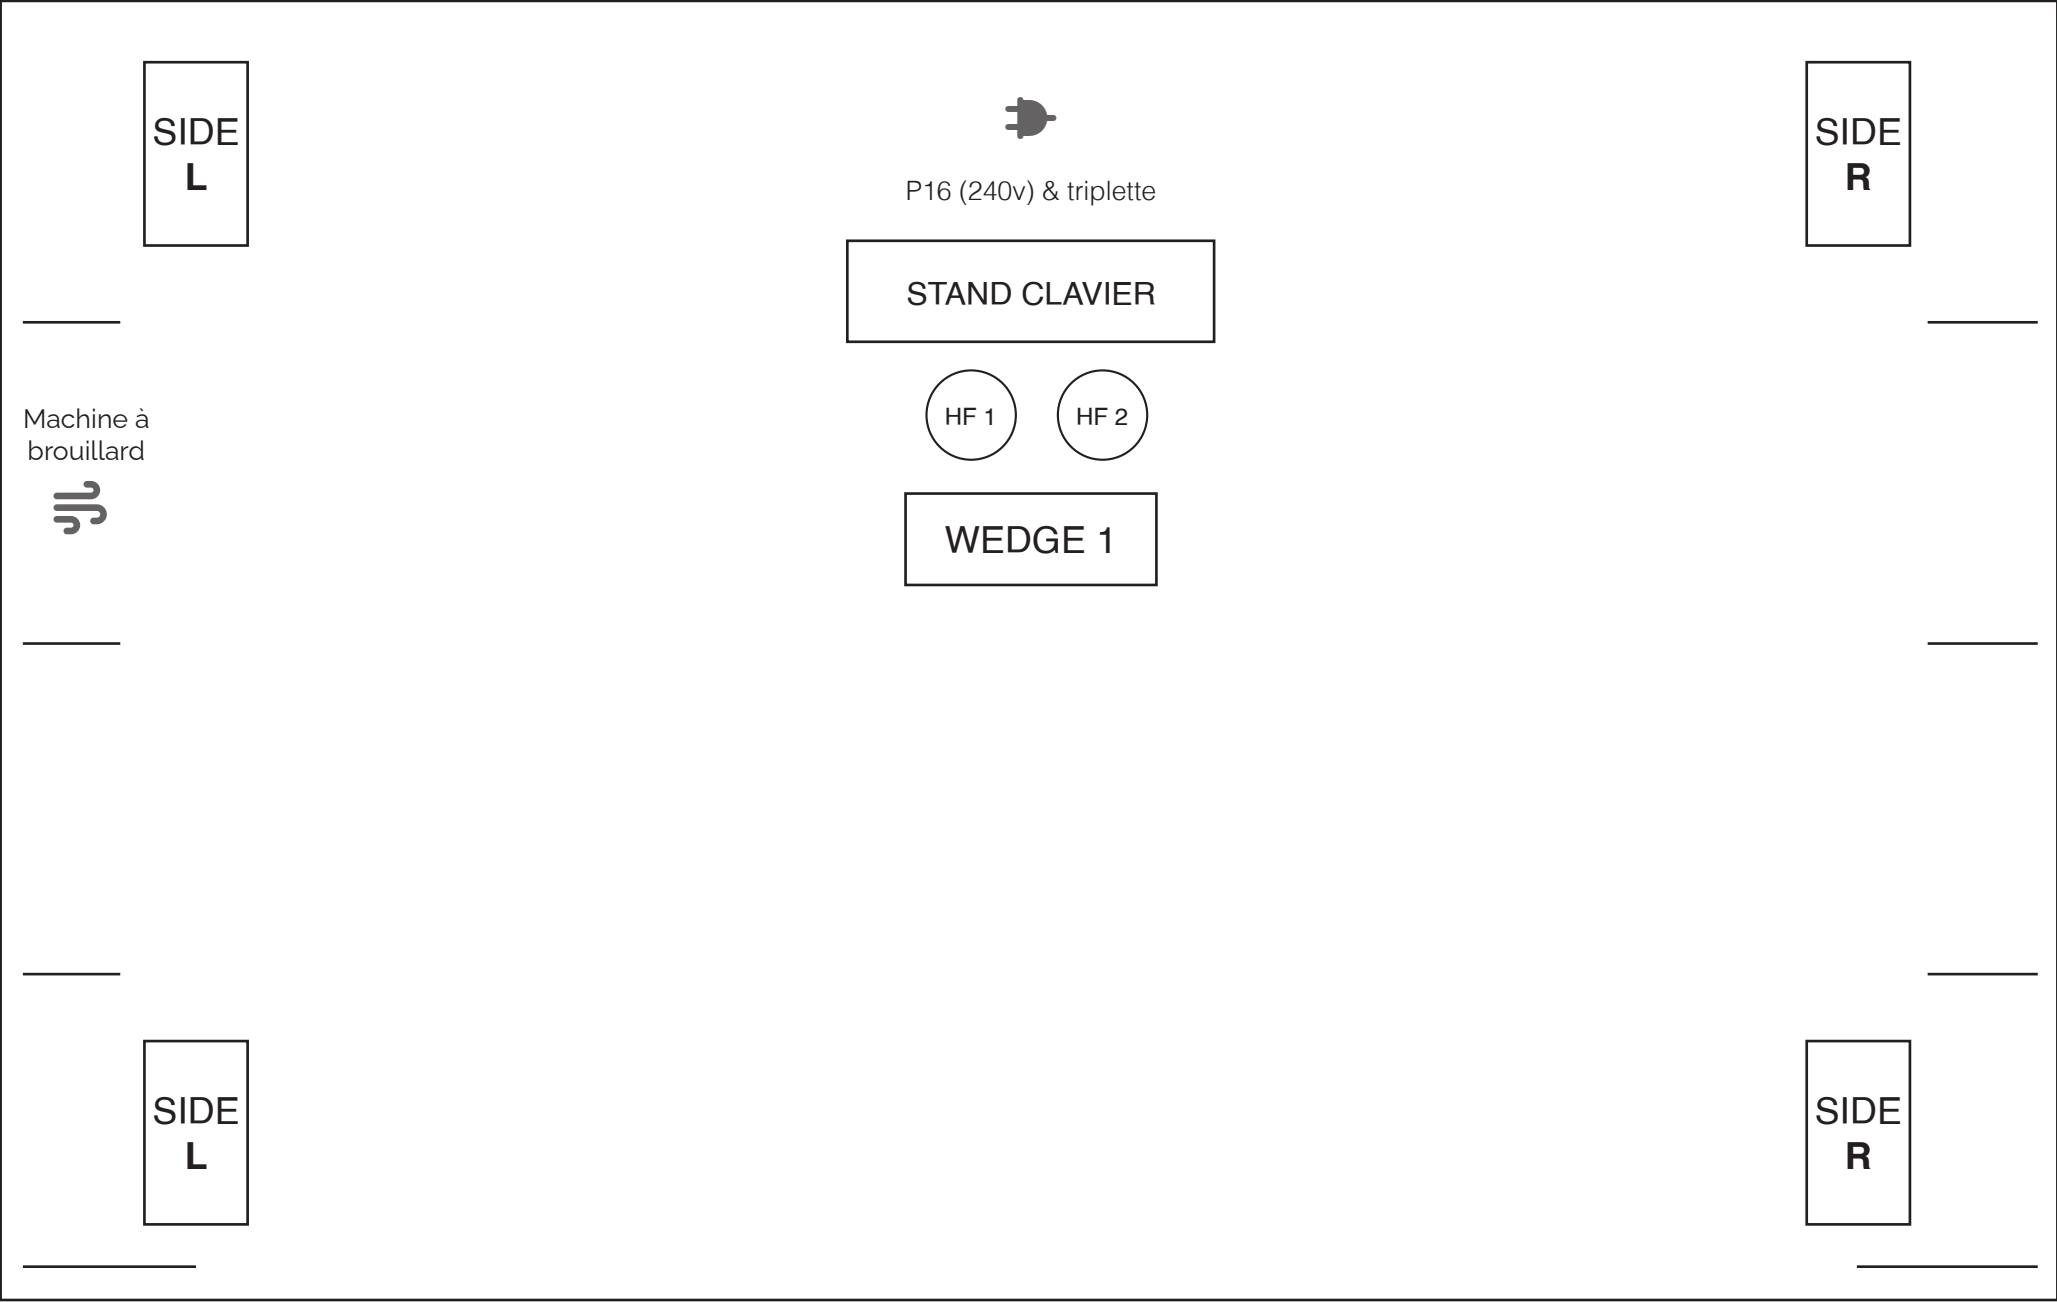 SIDE
L
P16 (240v) & triplette
SIDE
R
STAND CLAVIER
HF 1
HF 2
Machine à
brouillard
WEDGE 1
SIDE
L
SIDE
R